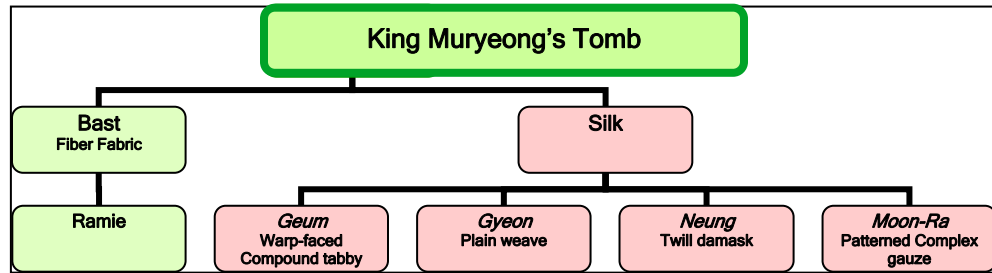 King Muryeong's Tomb
Bast
Fiber Fabric
Silk
Ramie
Geum
Warp-faced
Compound tabby
Gyeon
Plain weave
Neung
Twill damask
Moon-Ra
Patterned Complex
gauze